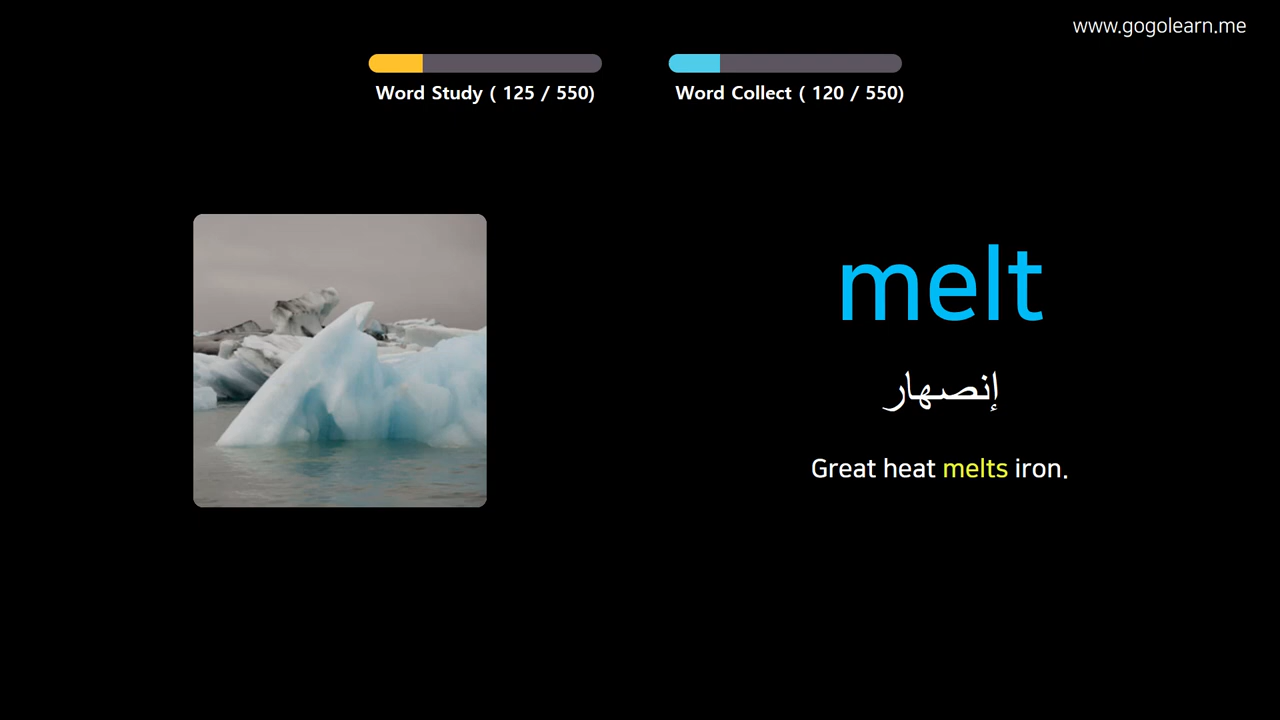 www.gogolearn.me
Word Study ( 125 / 550)
Word Collect ( 120 / 550)
melt
إنصهار
Great heat melts iron.